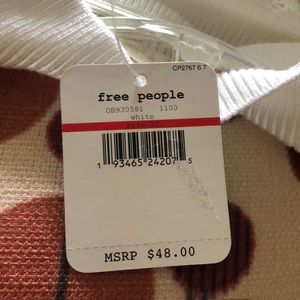 CP2767 6 7
free people
OB930581 1100
white
1 93465 24207 5
MSRP $48.00